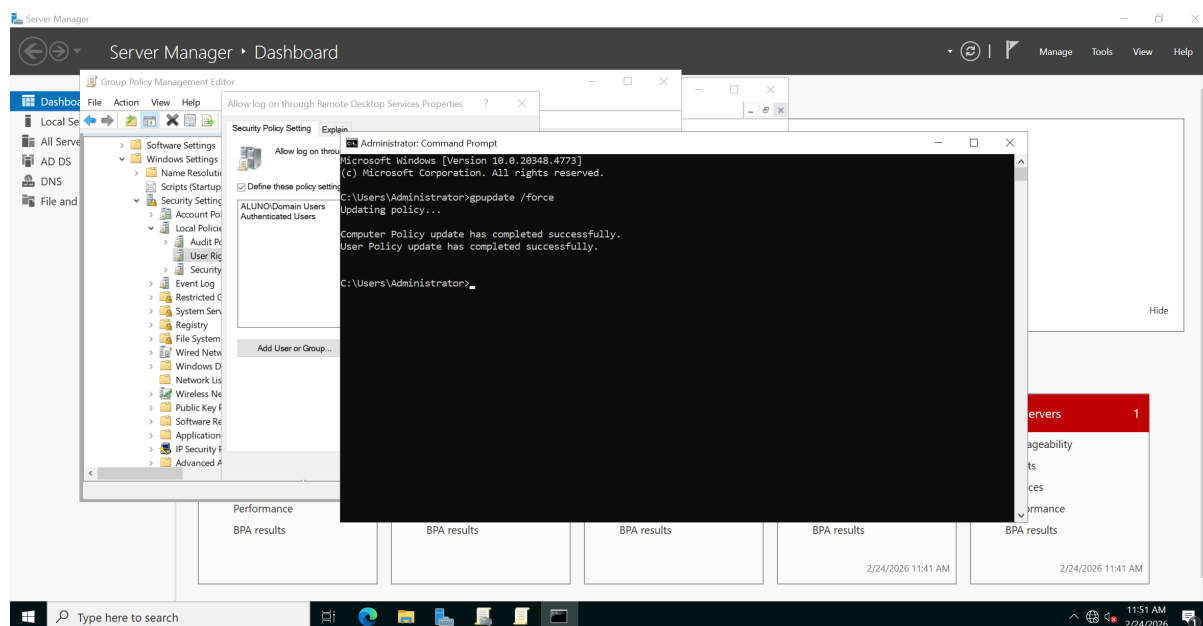 Server Manager
Server Manager • Dashboard
Manage Tools View Help
Dashboa
Local Se
All Serve
AD DS
DNS
File and
Group Policy Management Editor
File Action View Help
Software Settings
Windows Settings
Name Resolutio
Scripts (Startup
Security Setting
Account Po
Local Policie
Audit Po
User Rig
Security
Event Log
Restricted G
System Serv
Registry
File System
Wired Netw
Windows D
Network Lis
Wireless Ne
Public Key P
Software Re
Application
IP Security P
Advanced A
Allow log on through Remote Desktop Services Properties
Security Policy Setting Explain
Allow log on throu
Define these policy setting
ALUNO\Domain Users
Authenticated Users
Add User or Group...
Administrator: Command Prompt
Microsoft Windows [Version 10.0.20348.4773]
(c) Microsoft Corporation. All rights reserved.
C:\Users\Administrator>gpupdate /force
Updating policy...
Computer Policy update has completed successfully.
User Policy update has completed successfully.
C:\Users\Administrator>
Hide
ervers 1
ageability
ts
ces
rmance
BPA results
2/24/2026 11:41 AM
Performance
BPA results
BPA results
BPA results
BPA results
2/24/2026 11:41 AM
Type here to search
11:51 AM
2/24/2026